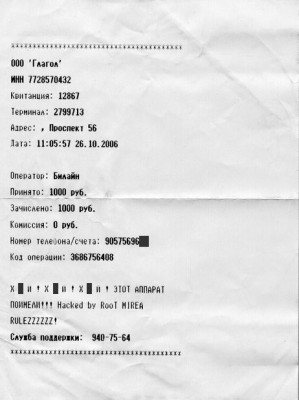 xxxxxxxxxxxxxxxxxxxxxxxxxxxxxxxxxxxxx
ООО 'Глагол'
ИНН 7728570432
Квитанция: 12867
Терминал: 2799713
Адрес: , Проспект 56
Дата: 11:05:57 26.10.2006
Оператор: Билайн
Принято: 1000 руб.
Зачислено: 1000 руб.
Комиссия: 0 руб.
Номер телефона/счета: 90575696
Код операции: 3686756408
Х й ! Х й ! Х й ! ЭТОТ АППАРАТ
ПОИМЕЛИ!!! Hacked by RooT MIREA
RULEZZZZZZ!
Служба поддержки: 940-75-64
xxxxxxxxxxxxxxxxxxxxxxxxxxxxxxxxxxxxx